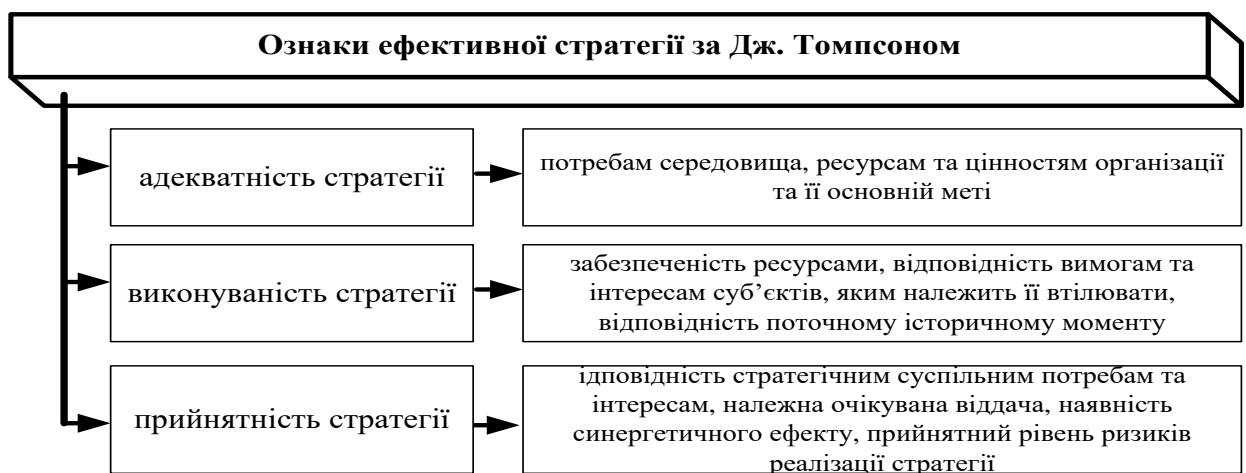 Ознаки ефективної стратегії за Дж. Томпсоном
адекватність стратегії
потребам середовища, ресурсам та цінностям організації
та її основній меті
виконуваність стратегії
забезпеченість ресурсами, відповідність вимогам та
інтересам суб’єктів, яким належить її втілювати,
відповідність поточному історичному моменту
прийнятність стратегії
ідповідність стратегічним суспільним потребам та
інтересам, належна очікувана віддача, наявність
синергетичного ефекту, прийнятний рівень ризиків
реалізації стратегії